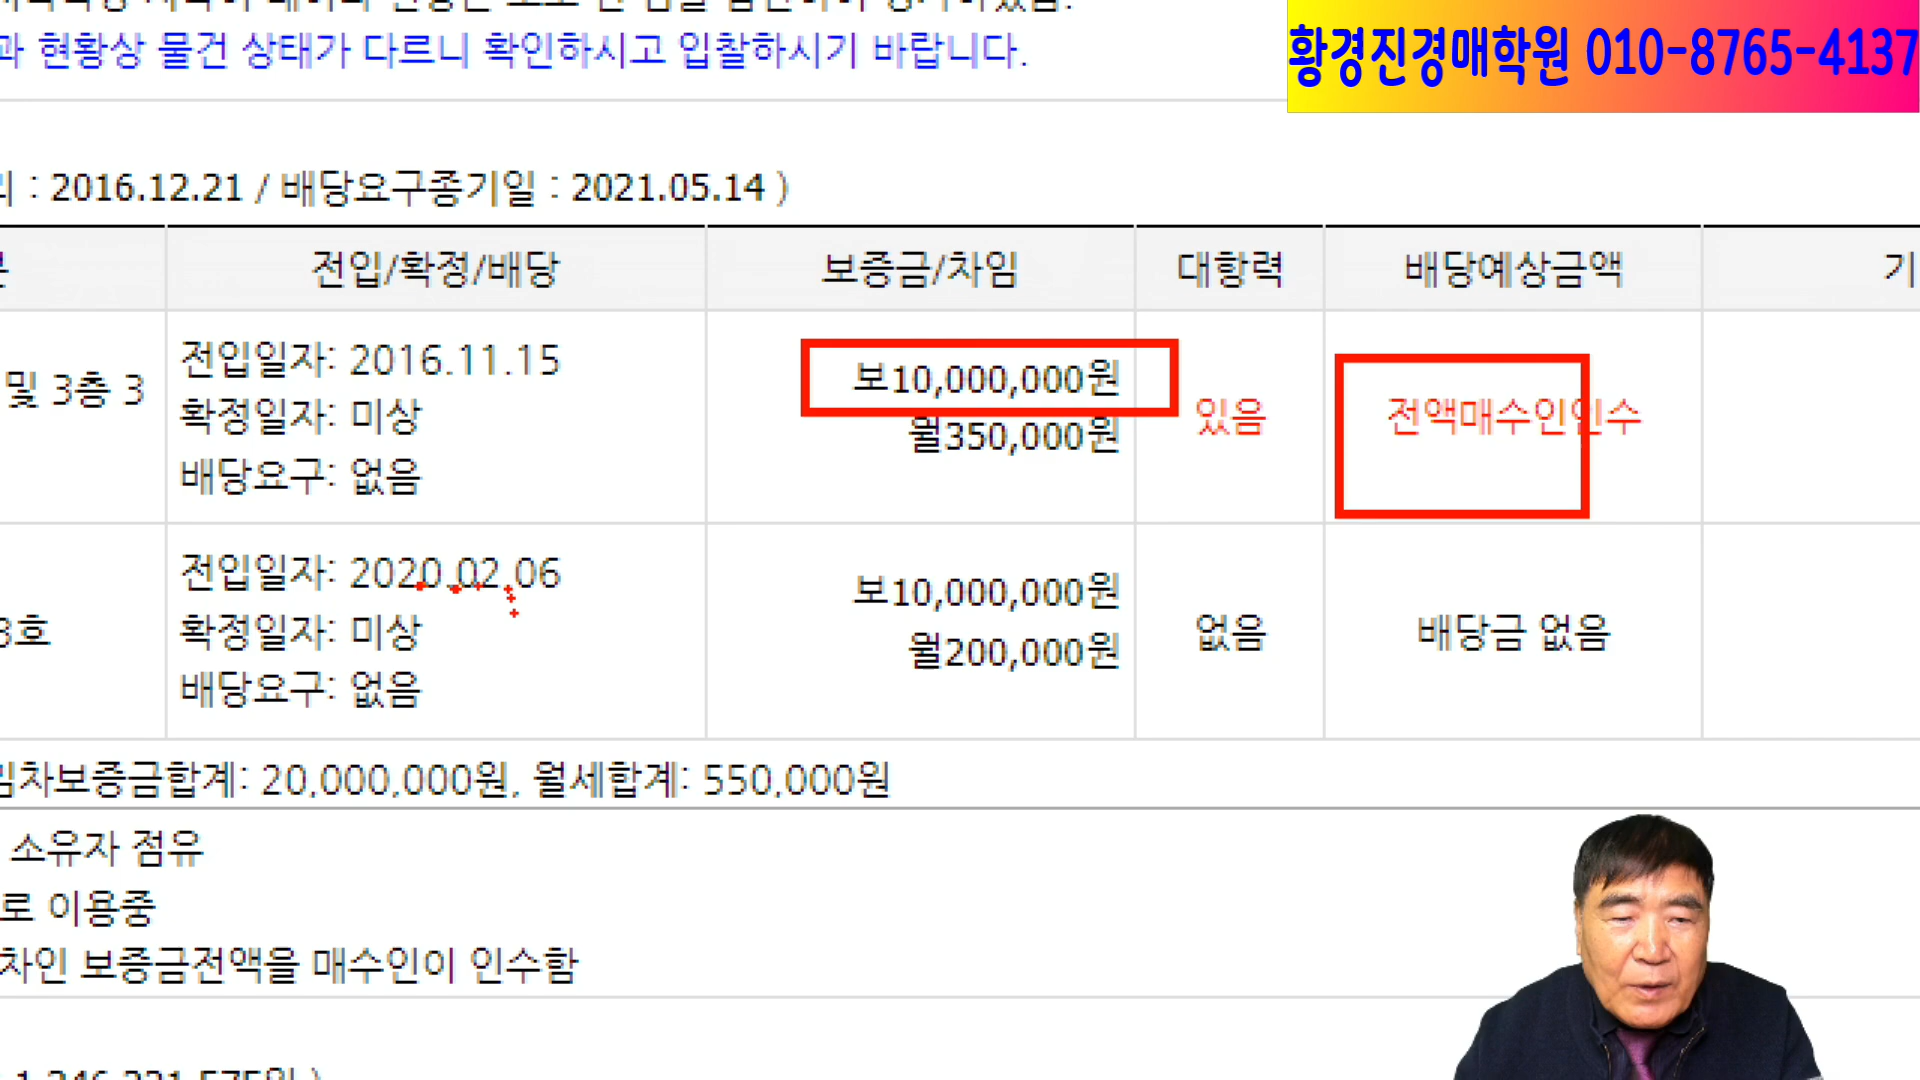 과 현황상 물건 상태가 다르니 확인하시고 입찰하시기 바랍니다.
황경진경매학원 010-8765-4137
: 2016.12.21 / 배당요구종기일 : 2021.05.14 )
전입/확정/배당 보증금/차임 대항력 배당예상금액 기
및 3층 3
전입일자: 2016.11.15
확정일자: 미상
배당요구: 없음
보10,000,000원
월350,000원
있음
전액매수인인수
3호
전입일자: 2020.02.06
확정일자: 미상
배당요구: 없음
보10,000,000원
월200,000원
없음
배당금 없음
임차보증금합계: 20,000,000원, 월세합계: 550,000원
소유자 점유
로 이용중
차인 보증금전액을 매수인이 인수함